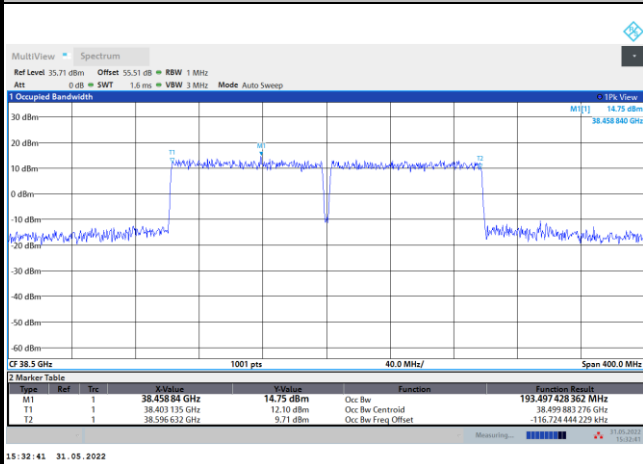 MultiView Spectrum
Ref Level 35.71 dBm Offset 55.51 dB RBW 1 MHz
Att 0 dB SWT 1.6 ms VBW 3 MHz Mode Auto Sweep
1 Occupied Bandwidth 1Pk View
M1[1] 14.75 dBm
38.458 840 GHz
30 dBm
20 dBm
M1
T1
T2
10 dBm
0 dBm
-10 dBm
-20 dBm
-30 dBm
-40 dBm
-50 dBm
-60 dBm
CF 38.5 GHz 1001 pts 40.0 MHz/ Span 400.0 MHz
2 Marker Table
Type Ref Trc X-Value Y-Value Function Function Result
M1 1 38.458 84 GHz 14.75 dBm Occ Bw 193.497 428 362 MHz
T1 1 38.403 135 GHz 12.10 dBm Occ Bw Centroid 38.499 883 276 GHz
T2 1 38.596 632 GHz 9.71 dBm Occ Bw Freq Offset -116.724 444 229 kHz
Measuring... 31.05.2022
15:32:41
15:32:41 31.05.2022